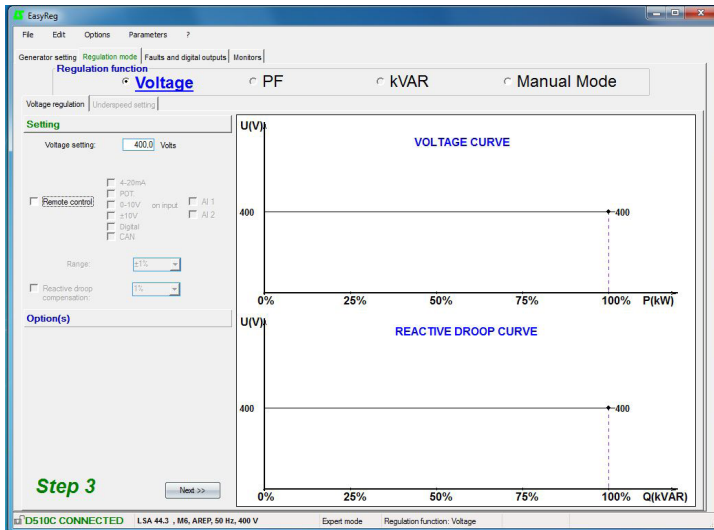 EasyReg
File Edit Options Parameters ?
Generator setting Regulation mode Faults and digital outputs Monitors
Regulation function
Voltage PF kVAR Manual Mode
Voltage regulation Underspeed setting
Setting
Voltage setting: 400.0 Volts
Remote control
4-20mA
POT.
0-10V on input AI 1
±10V AI 2
Digital
CAN
Range: ±1%
Reactive droop
compensation: 1%
Option(s)
Step 3
Next >>
U(V)
VOLTAGE CURVE
400 400
0% 25% 50% 75% 100% P(kW)
U(V)
REACTIVE DROOP CURVE
400 400
0% 25% 50% 75% 100% Q(kVAR)
D510C CONNECTED LSA 44.3 , M6, AREP, 50 Hz, 400 V Expert mode Regulation function: Voltage